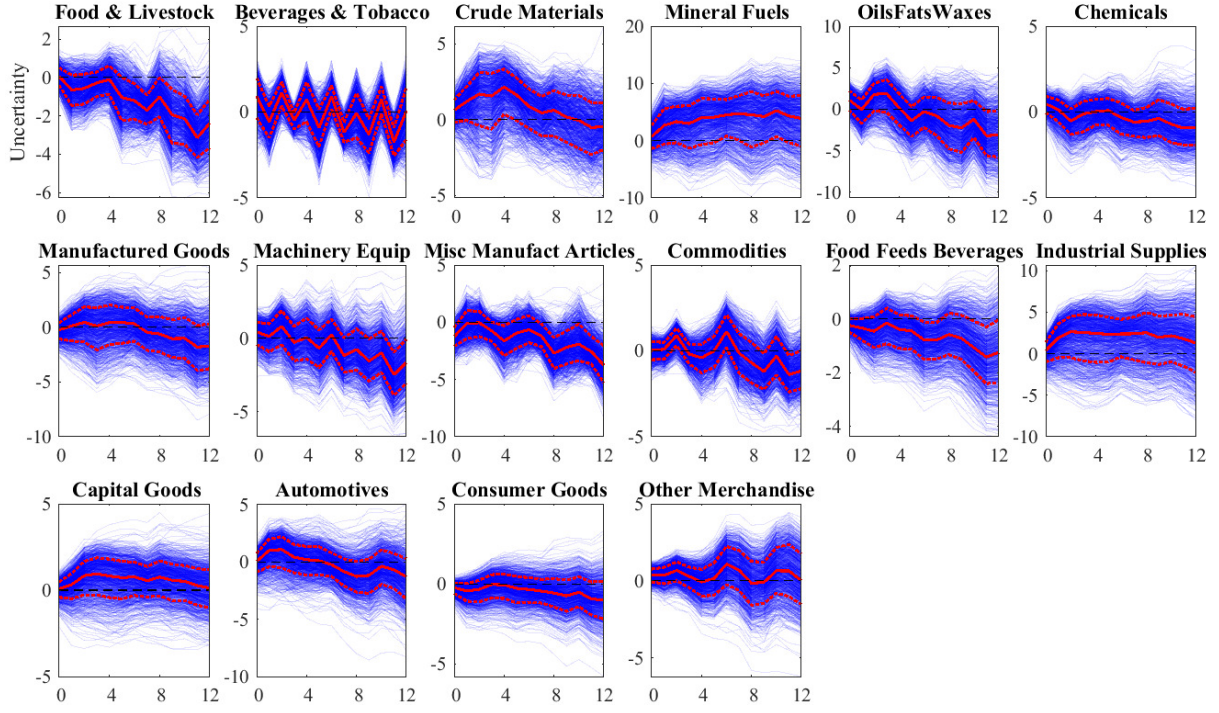 Food & Livestock Beverages & Tobacco Crude Materials Mineral Fuels OilsFatsWaxes Chemicals
Uncertainty
2
0
-2
-4
-6
0 4 8 12
5
0
-5
0 4 8 12
5
0
-5
0 4 8 12
20
10
0
-10
0 4 8 12
10
5
0
-5
-10
0 4 8 12
5
0
-5
0 4 8 12
Manufactured Goods Machinery Equip Misc Manufact Articles Commodities Food Feeds Beverages Industrial Supplies
5
0
-5
-10
0 4 8 12
5
0
-5
0 4 8 12
5
0
-5
-10
0 4 8 12
5
0
-5
0 4 8 12
2
0
-2
-4
0 4 8 12
10
5
0
-5
-10
0 4 8 12
Capital Goods Automotives Consumer Goods Other Merchandise
5
0
-5
0 4 8 12
5
0
-5
-10
0 4 8 12
5
0
-5
0 4 8 12
5
0
-5
0 4 8 12